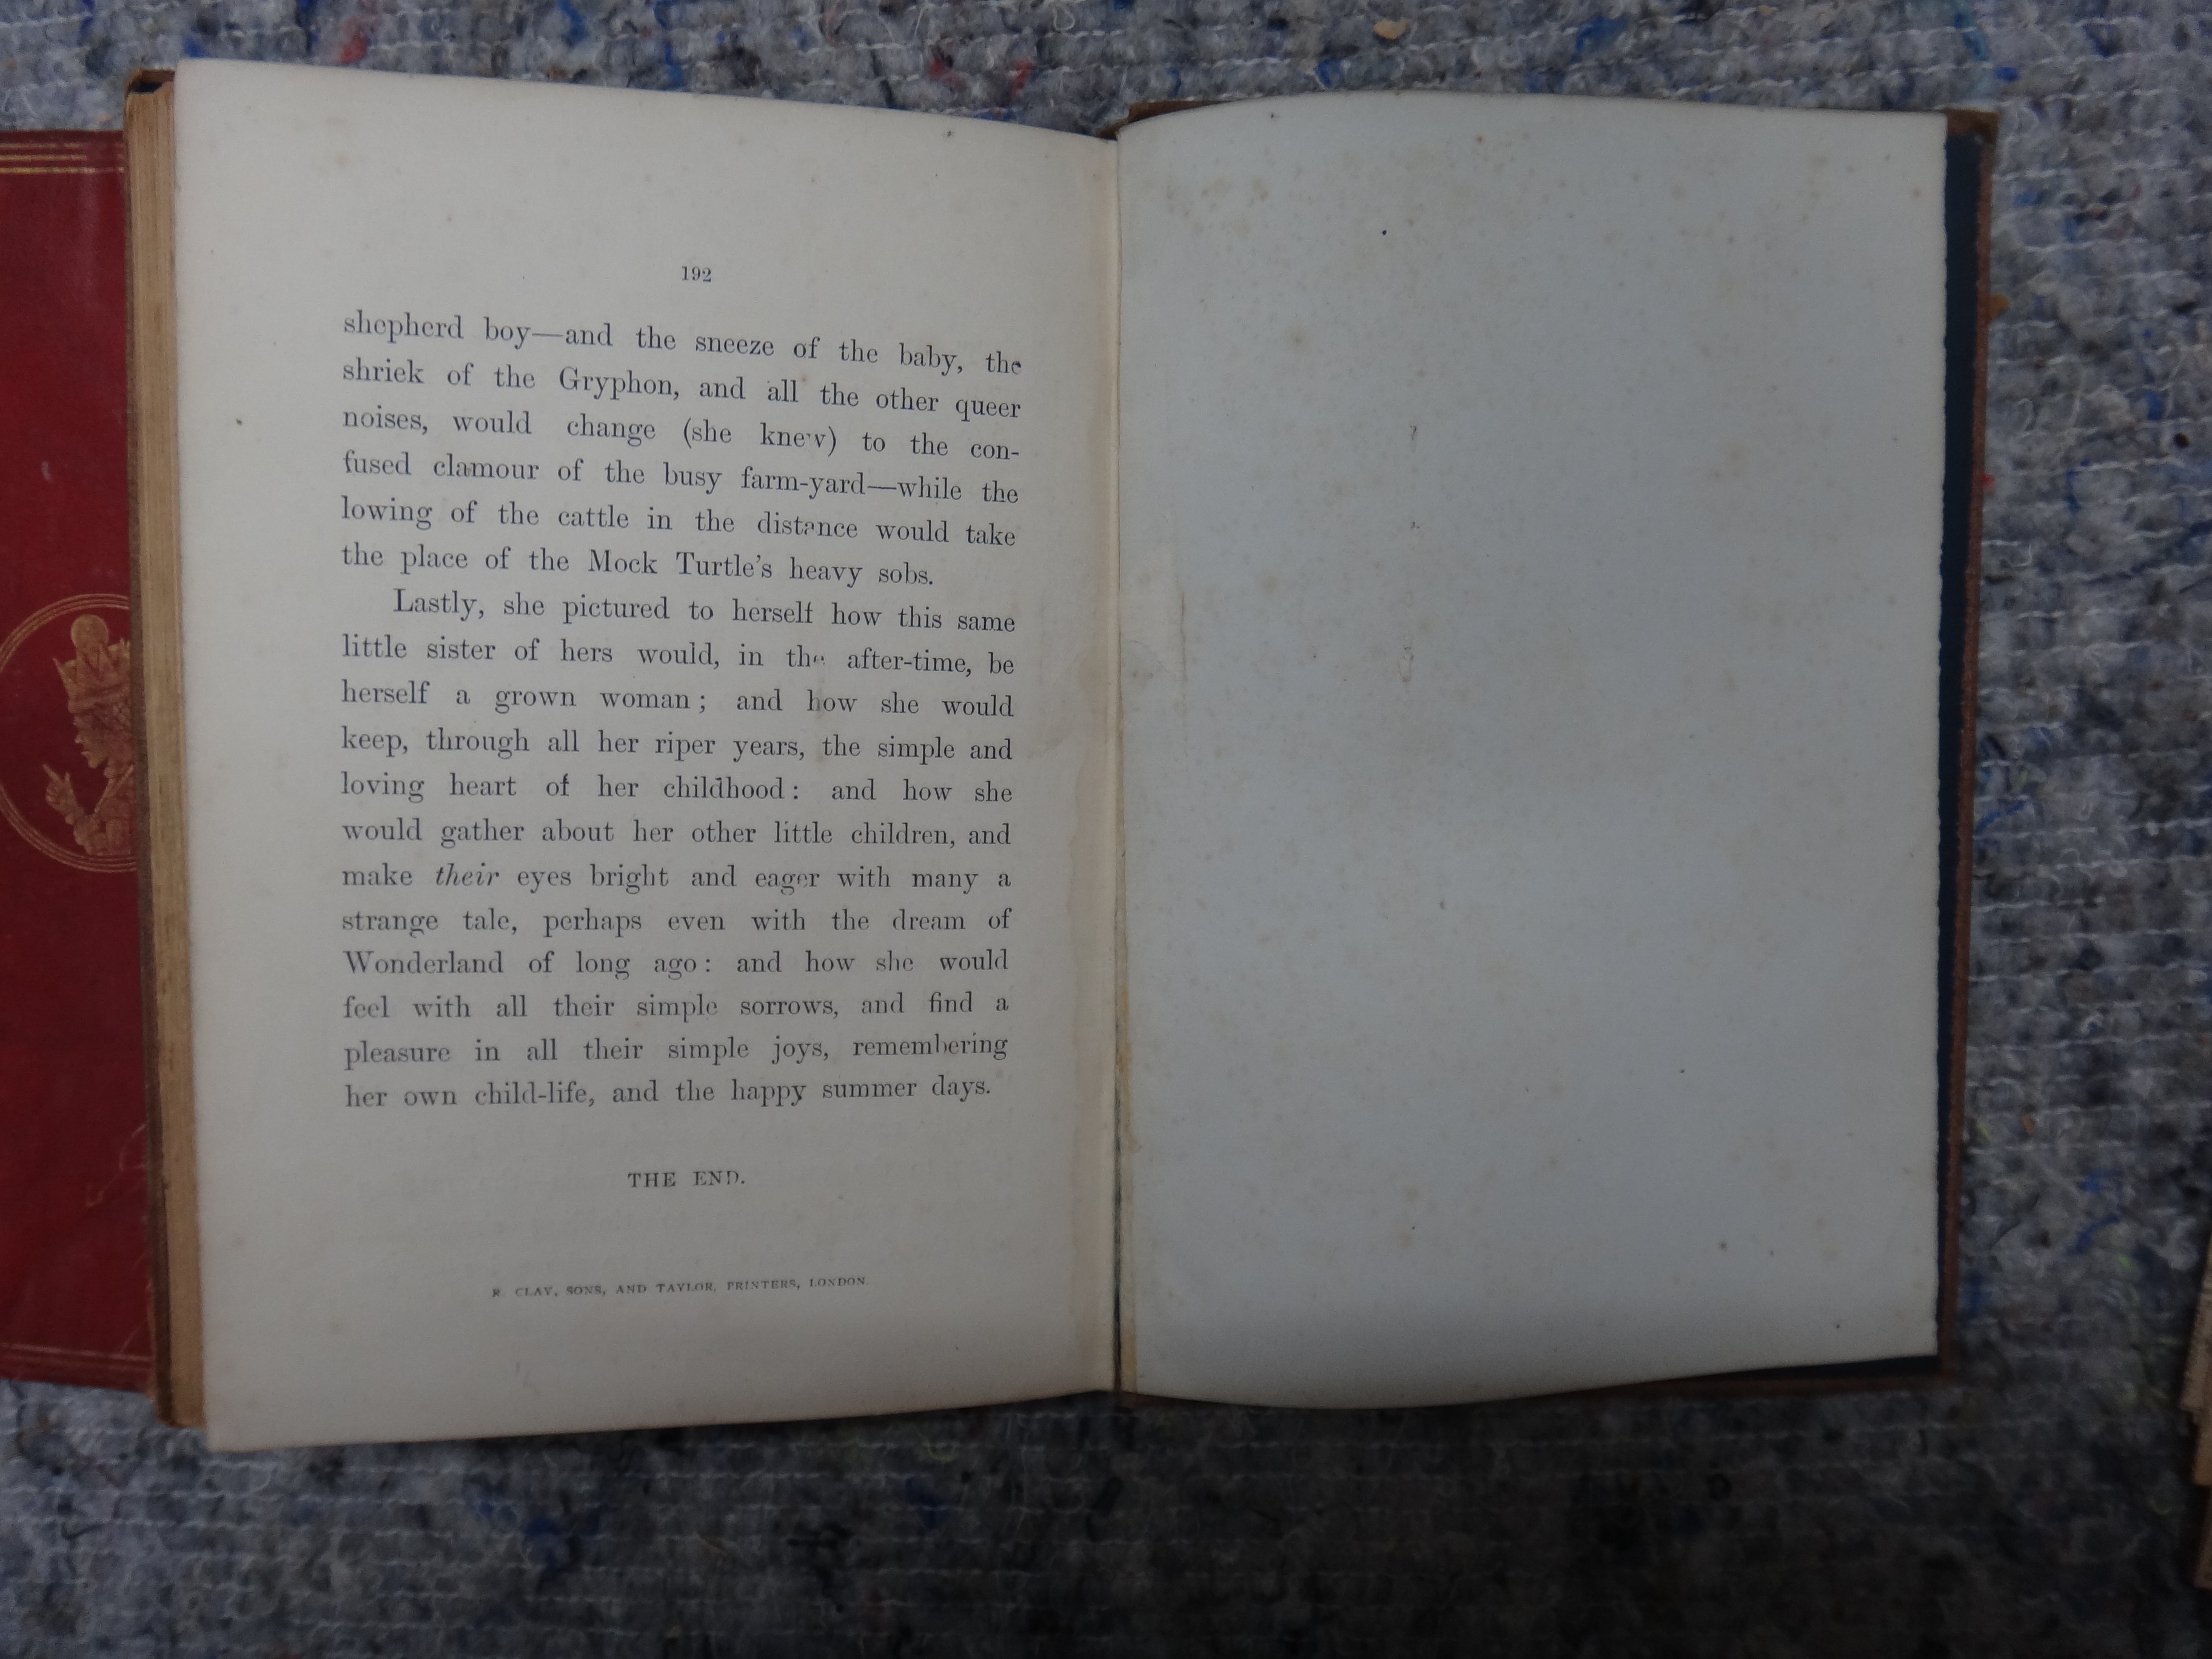 192
shepherd boy—and the sneeze of the baby, the
shriek of the Gryphon, and all the other queer
noises, would change (she knew) to the con-
fused clamour of the busy farm-yard—while the
lowing of the cattle in the distance would take
the place of the Mock Turtle's heavy sobs.
Lastly, she pictured to herself how this same
little sister of hers would, in the after-time, be
herself a grown woman; and how she would
keep, through all her riper years, the simple and
loving heart of her childhood: and how she
would gather about her other little children, and
make their eyes bright and eager with many a
strange tale, perhaps even with the dream of
Wonderland of long ago: and how she would
feel with all their simple sorrows, and find a
pleasure in all their simple joys, remembering
her own child-life, and the happy summer days.
THE END.
R. CLAY, SONS, AND TAYLOR, PRINTERS, LONDON.